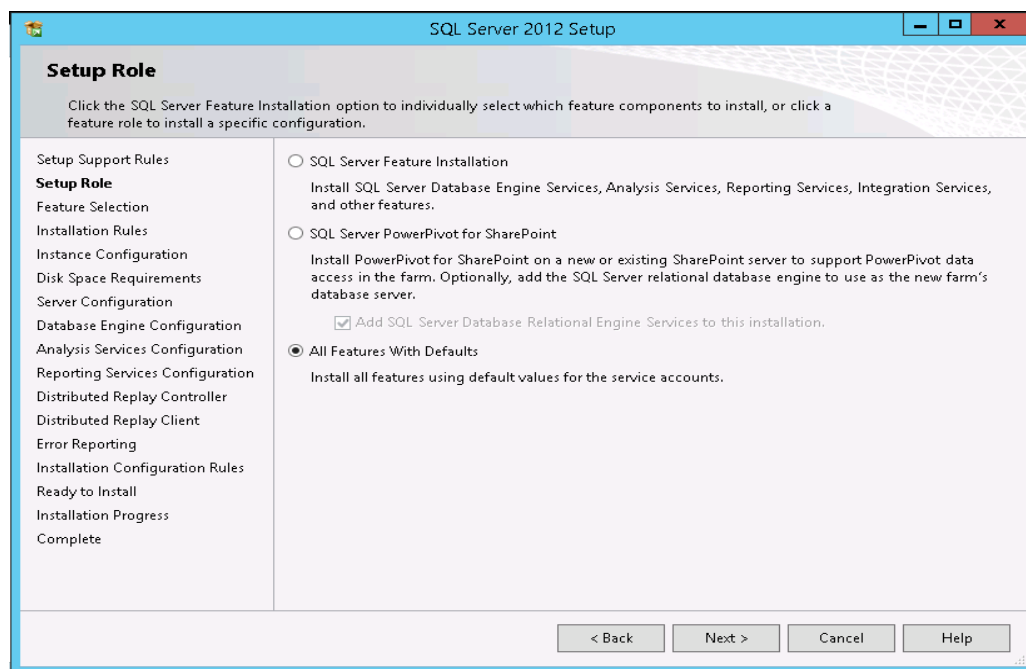 SQL Server 2012 Setup
Setup Role
Click the SQL Server Feature Installation option to individually select which feature components to install, or click a
feature role to install a specific configuration.
Setup Support Rules
Setup Role
Feature Selection
Installation Rules
Instance Configuration
Disk Space Requirements
Server Configuration
Database Engine Configuration
Analysis Services Configuration
Reporting Services Configuration
Distributed Replay Controller
Distributed Replay Client
Error Reporting
Installation Configuration Rules
Ready to Install
Installation Progress
Complete
SQL Server Feature Installation
Install SQL Server Database Engine Services, Analysis Services, Reporting Services, Integration Services,
and other features.
SQL Server PowerPivot for SharePoint
Install PowerPivot for SharePoint on a new or existing SharePoint server to support PowerPivot data
access in the farm. Optionally, add the SQL Server relational database engine to use as the new farm's
database server.
Add SQL Server Database Relational Engine Services to this installation.
All Features With Defaults
Install all features using default values for the service accounts.
< Back
Next >
Cancel
Help